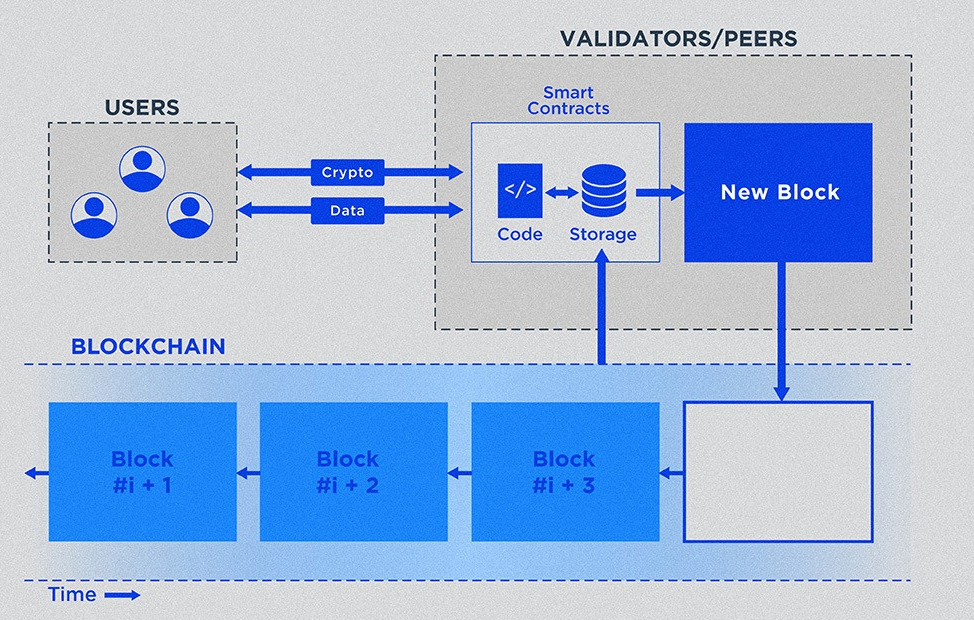 VALIDATORS/PEERS
USERS
Smart
Contracts
Crypto
Data
</>
Code
Storage
New Block
BLOCKCHAIN
Block
#i + 1
Block
#i + 2
Block
#i + 3
Time